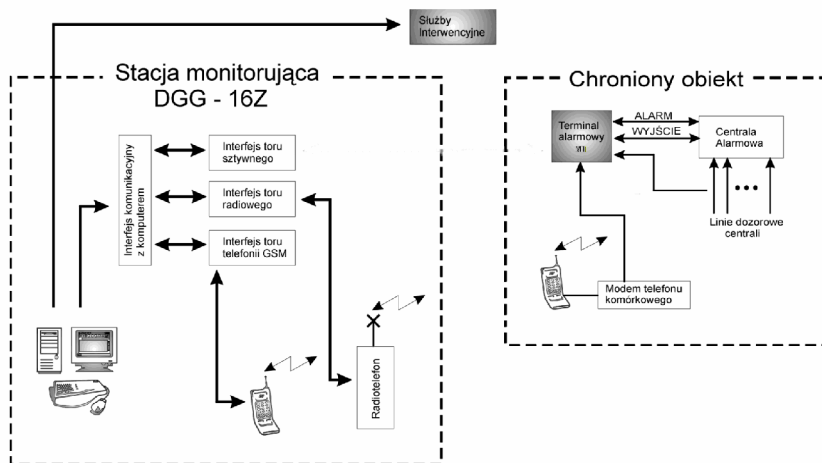 Służby
Interwencyjne
Stacja monitorująca
DGG - 16Z
Interfejs komunikacyjny
z komputerem
Interfejs toru
sztywnego
Interfejs toru
radiowego
Interfejs toru
telefonii GSM
Radiotelefon
Chroniony obiekt
Terminal
alarmowy
ALARM
WYJŚCIE
Centrala
Alarmowa
Linie dozorowe
centrali
Modem telefonu
komórkowego